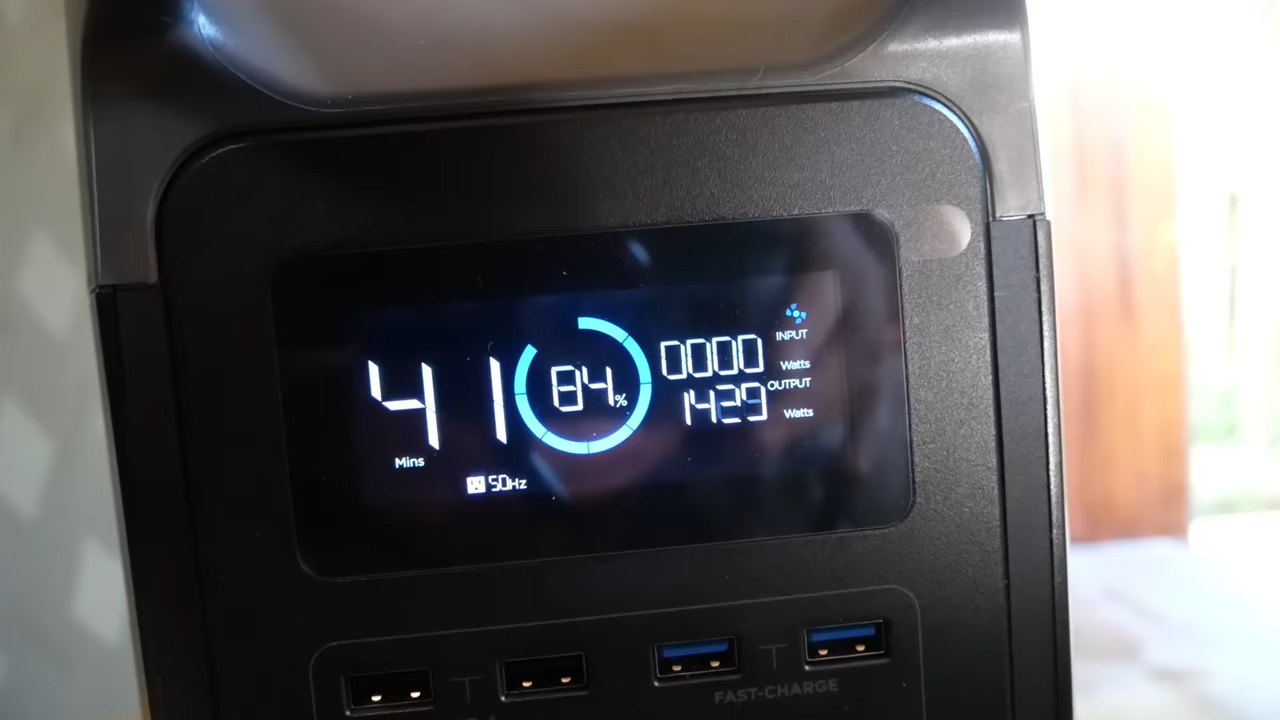 41
Mins
84%
0000
INPUT
Watts
1429
OUTPUT
Watts
50Hz
FAST-CHARGE